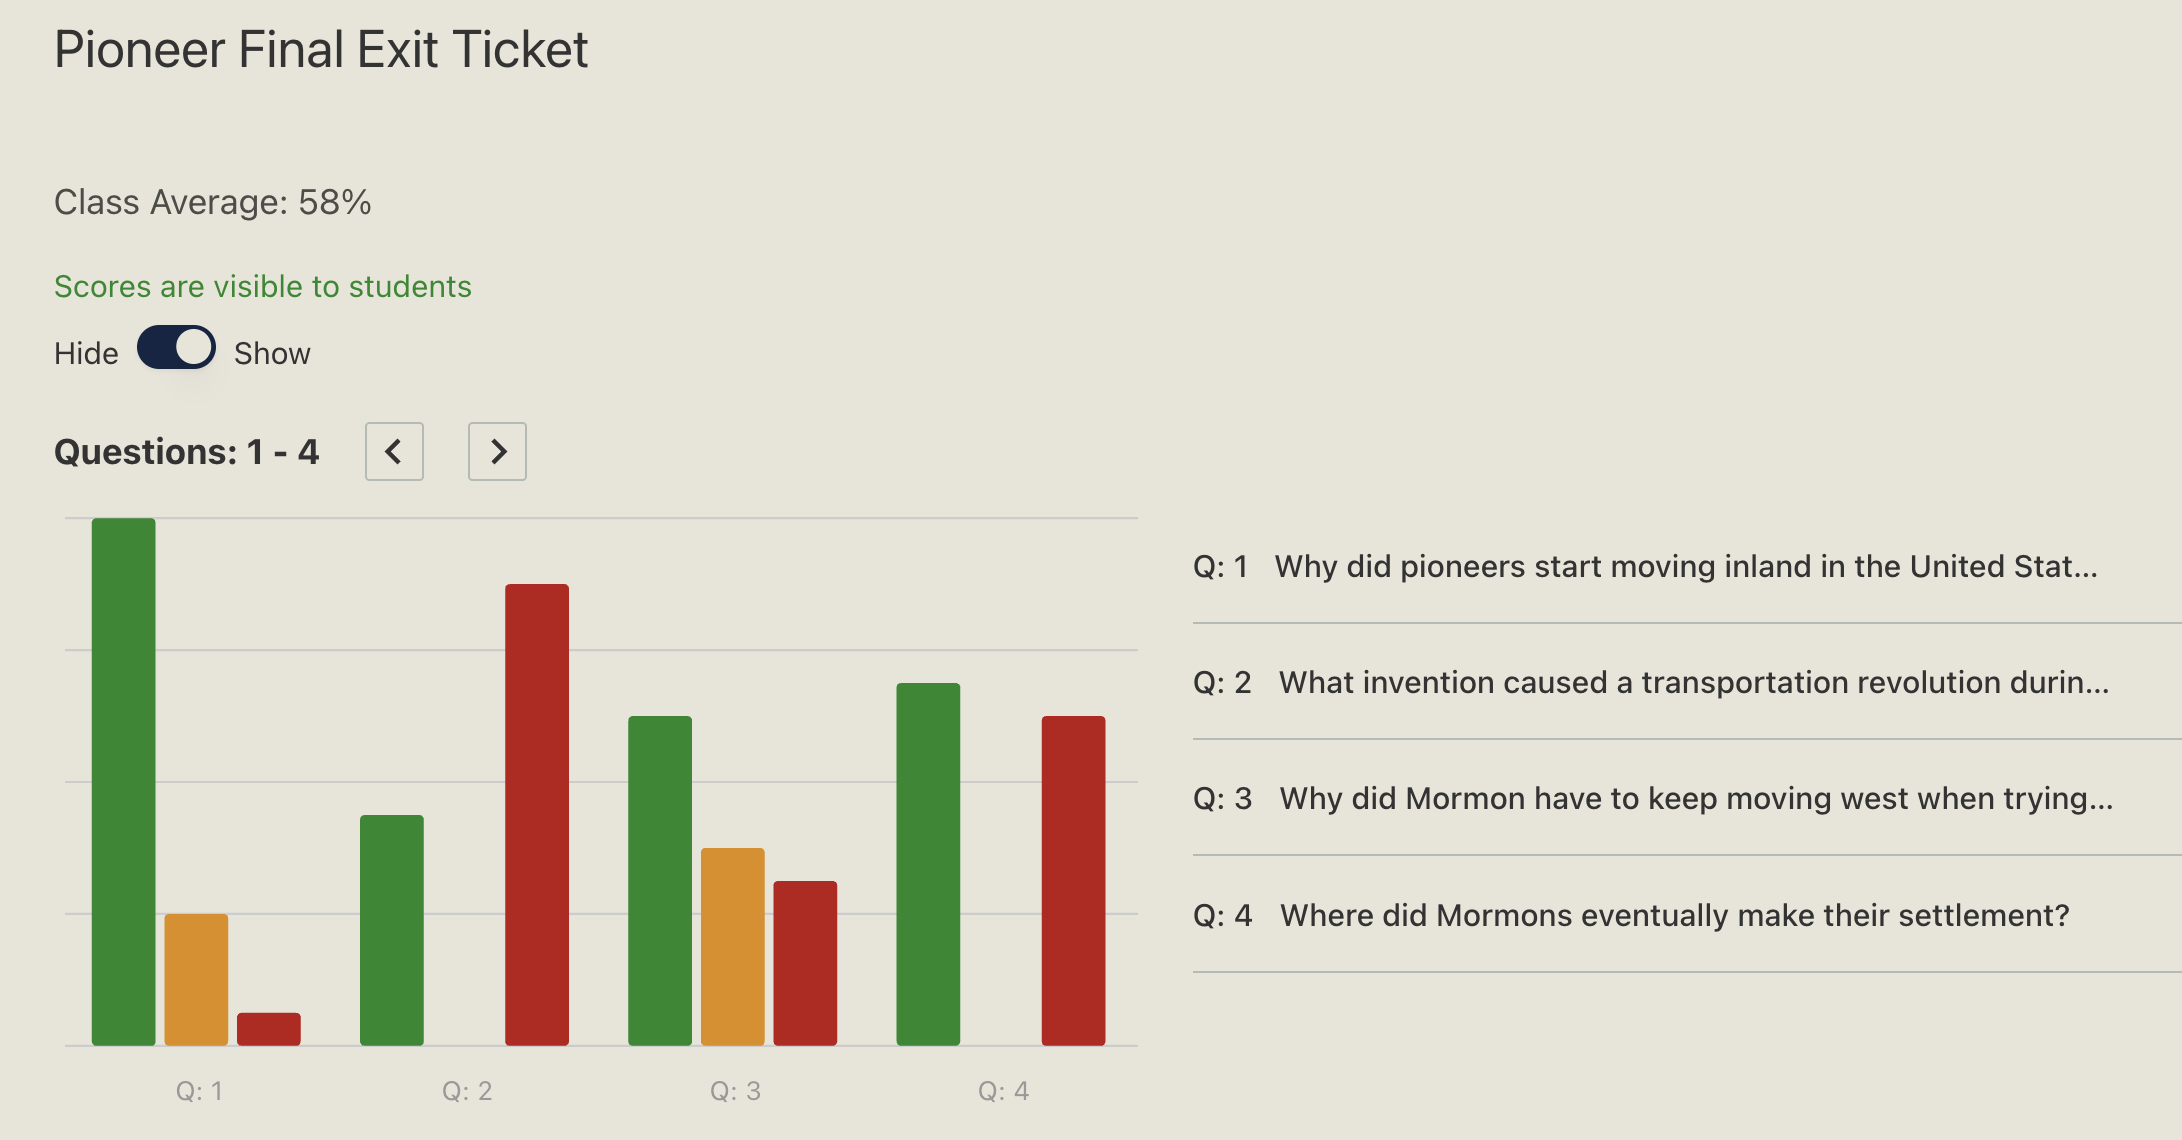 Pioneer Final Exit Ticket
Class Average: 58%
Scores are visible to students
Hide Show
Questions: 1 - 4
Q: 1 Why did pioneers start moving inland in the United Stat...
Q: 2 What invention caused a transportation revolution durin...
Q: 3 Why did Mormon have to keep moving west when trying...
Q: 4 Where did Mormons eventually make their settlement?
Q: 1 Q: 2 Q: 3 Q: 4